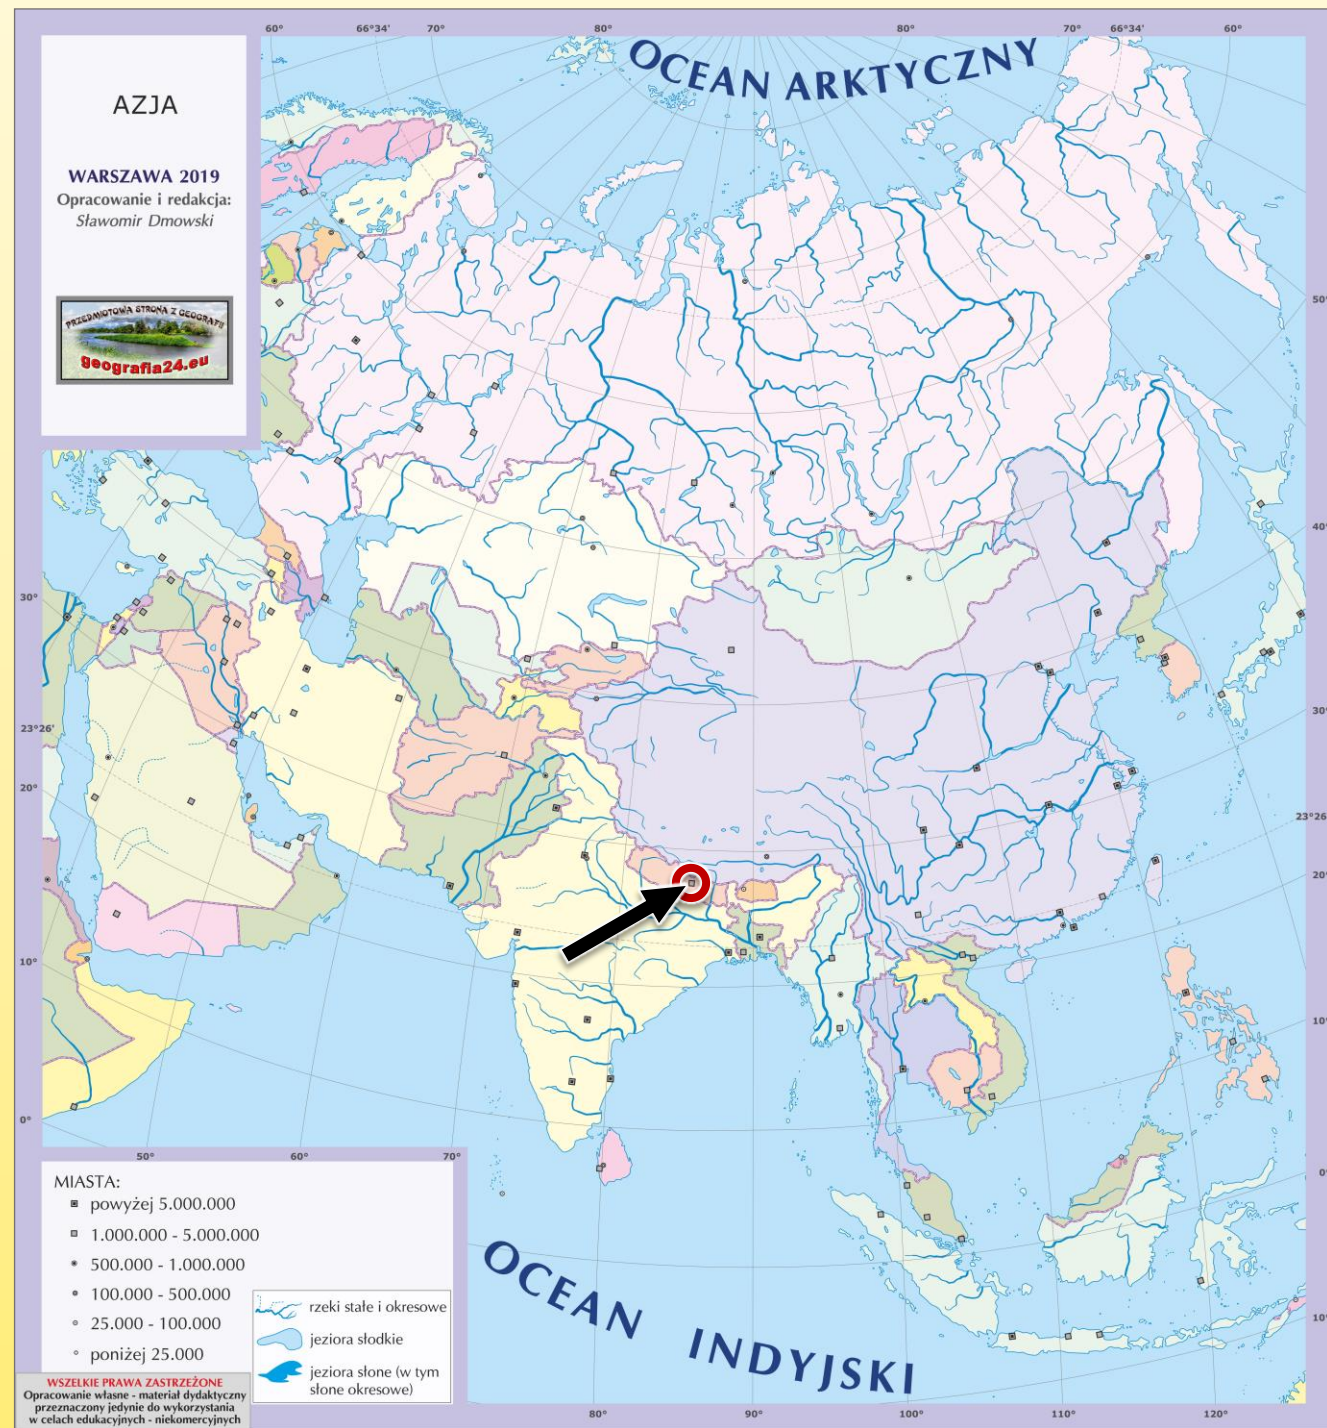 60°
66°34'
70°
80°
80°
70°
66°34'
60°
OCEAN ARKTYCZNY
AZJA
WARSZAWA 2019
Opracowanie i redakcja:
Sławomir Dmowski
PRZEDMIOTOWA STRONA Z GEOGRAFII
geografia24.eu
50°
40°
30°
30°
23°26'
20°
23°26'
20°
10°
10°
0°
0°
10°
50°
60°
70°
MIASTA:
powyżej 5.000.000
1.000.000 - 5.000.000
500.000 - 1.000.000
100.000 - 500.000
25.000 - 100.000
poniżej 25.000
rzeki stałe i okresowe
jeziora słodkie
jeziora słone (w tym
słone okresowe)
OCEAN INDYJSKI
WSZELKIE PRAWA ZASTRZEŻONE
Opracowanie własne - materiał dydaktyczny
przeznaczony jedynie do wykorzystania
w celach edukacyjnych - niekomercyjnych
80°
90°
100°
110°
120°